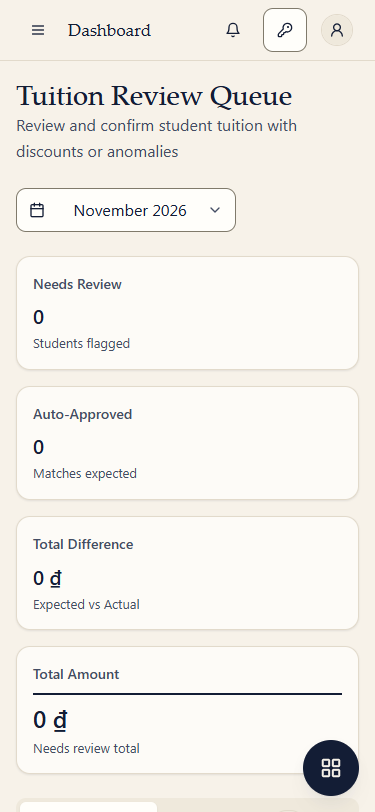 Dashboard
Tuition Review Queue
Review and confirm student tuition with
discounts or anomalies
November 2026
Needs Review
0
Students flagged
Auto-Approved
0
Matches expected
Total Difference
0 ₫
Expected vs Actual
Total Amount
0 ₫
Needs review total